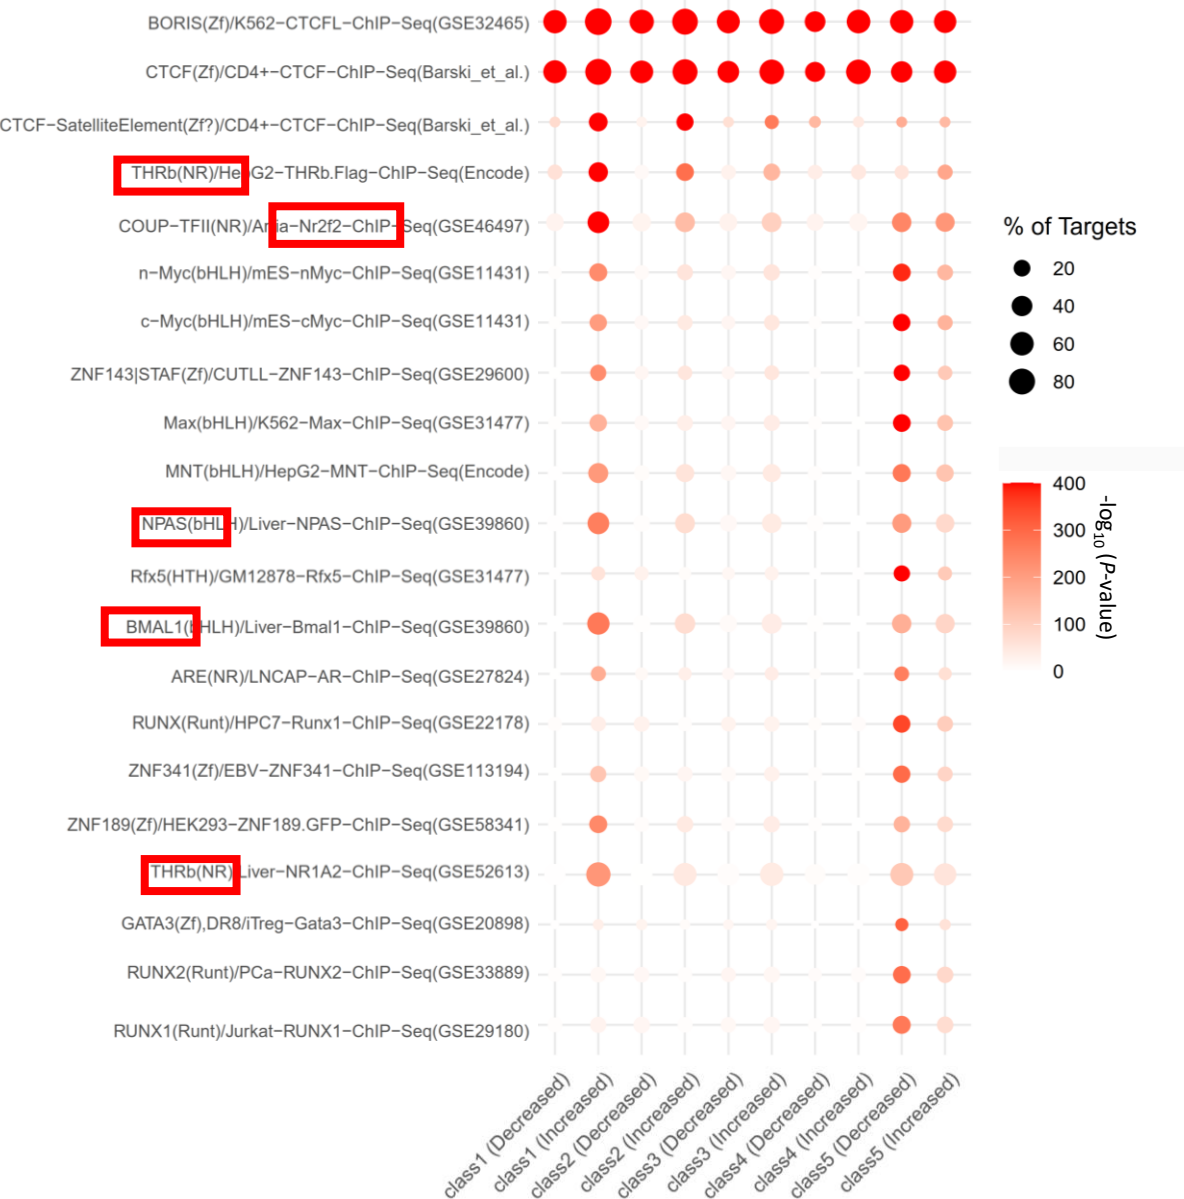 BORIS(Zf)/K562−CTCFL−ChIP−Seq(GSE32465)
CTCF(Zf)/CD4+−CTCF−ChIP−Seq(Barski_et_al.)
CTCF−SatelliteElement(Zf?)/CD4+−CTCF−ChIP−Seq(Barski_et_al.)
THRb(NR)/HepG2−THRb.Flag−ChIP−Seq(Encode)
COUP−TFII(NR)/Artia−Nr2f2−ChIP−Seq(GSE46497)
n−Myc(bHLH)/mES−nMyc−ChIP−Seq(GSE11431)
c−Myc(bHLH)/mES−cMyc−ChIP−Seq(GSE11431)
ZNF143|STAF(Zf)/CUTLL−ZNF143−ChIP−Seq(GSE29600)
Max(bHLH)/K562−Max−ChIP−Seq(GSE31477)
MNT(bHLH)/HepG2−MNT−ChIP−Seq(Encode)
NPAS(bHLH)/Liver−NPAS−ChIP−Seq(GSE39860)
Rfx5(HTH)/GM12878−Rfx5−ChIP−Seq(GSE31477)
BMAL1(bHLH)/Liver−Bmal1−ChIP−Seq(GSE39860)
ARE(NR)/LNCAP−AR−ChIP−Seq(GSE27824)
RUNX(Runt)/HPC7−Runx1−ChIP−Seq(GSE22178)
ZNF341(Zf)/EBV−ZNF341−ChIP−Seq(GSE113194)
ZNF189(Zf)/HEK293−ZNF189.GFP−ChIP−Seq(GSE58341)
THRb(NR)/Liver−NR1A2−ChIP−Seq(GSE52613)
GATA3(Zf),DR8/iTreg−Gata3−ChIP−Seq(GSE20898)
RUNX2(Runt)/PCa−RUNX2−ChIP−Seq(GSE33889)
RUNX1(Runt)/Jurkat−RUNX1−ChIP−Seq(GSE29180)
class1 (Decreased)
class1 (Increased)
class2 (Decreased)
class2 (Increased)
class3 (Decreased)
class3 (Increased)
class4 (Decreased)
class4 (Increased)
class5 (Decreased)
class5 (Increased)
% of Targets
20
40
60
80
400
300
200
100
0
-log10 (P-value)